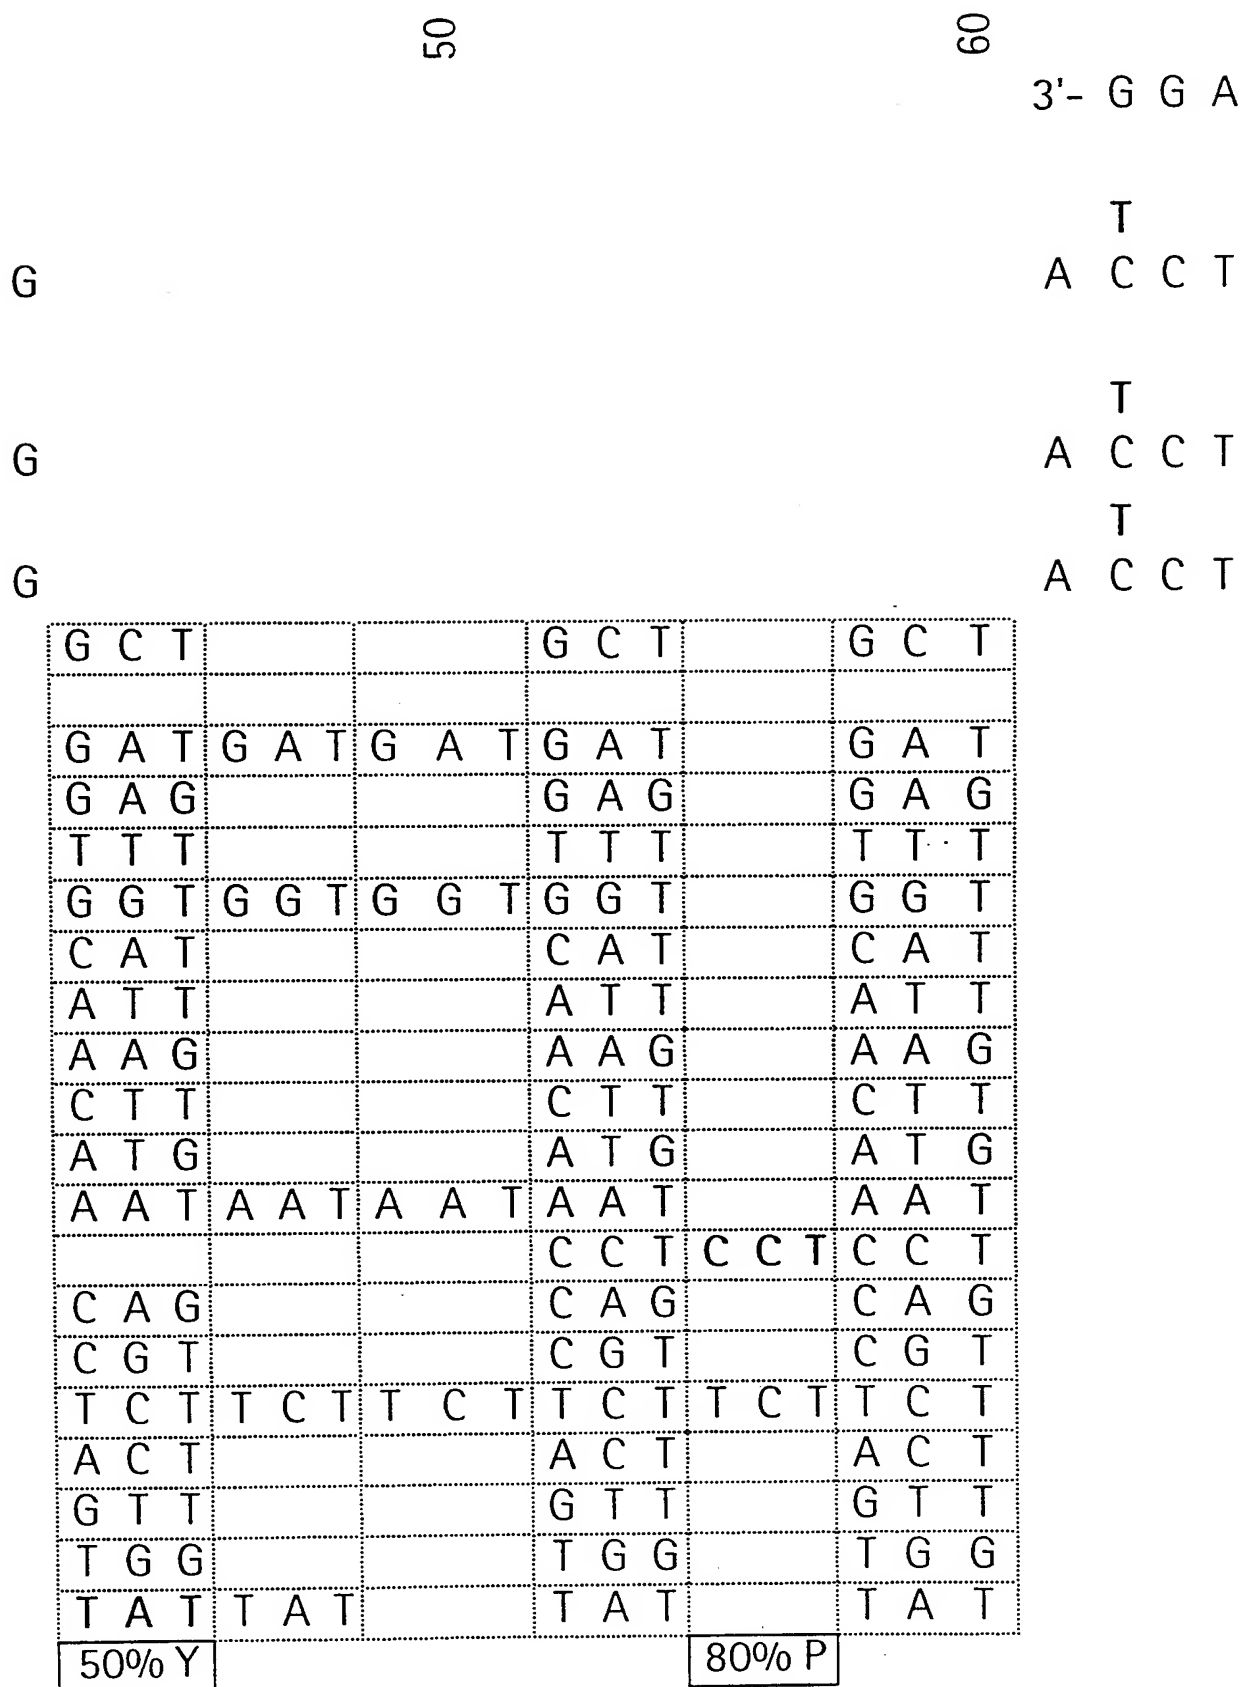 50 60
3'- G G A
T
G A C C T
T
G A C C T
T
G A C C T
G C T G C T G C T
G A T G A T G A T G A T G A T
G A G G A G G A G
T T T T T T T T T
G G T G G T G G T G G T G G T
C A T C A T C A T
A T T A T T A T T
A A G A A G A A G
C T T C T T C T T
A T G A T G A T G
A A T A A T A A T A A T A A T
C C T C C T C C T
C A G C A G C A G
C G T C G T C G T
T C T T C T T C T T C T T C T T C T
A C T A C T A C T
G T T G T T G T T
T G G T G G T G G
T A T T A T T A T T A T
50% Y 80% P